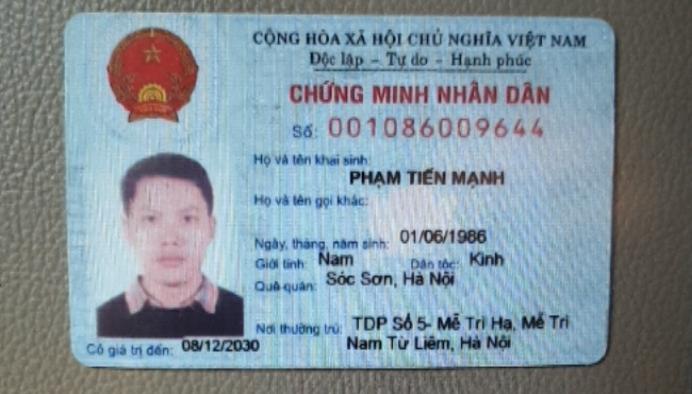 CỘNG HÒA XÃ HỘI CHỦ NGHĨA VIỆT NAM
Độc lập - Tự do - Hạnh phúc
CHỨNG MINH NHÂN DÂN
Số: 001086009644
Họ và tên khai sinh:
PHẠM TIẾN MẠNH
Họ và tên gọi khác:
Ngày, tháng, năm sinh: 01/06/1986
Giới tính: Nam Dân tộc: Kinh
Quê quán: Sóc Sơn, Hà Nội
Nơi thường trú: TDP Số 5- Mễ Trì Hạ, Mễ Trì
Nam Từ Liêm, Hà Nội
Có giá trị đến: 08/12/2030